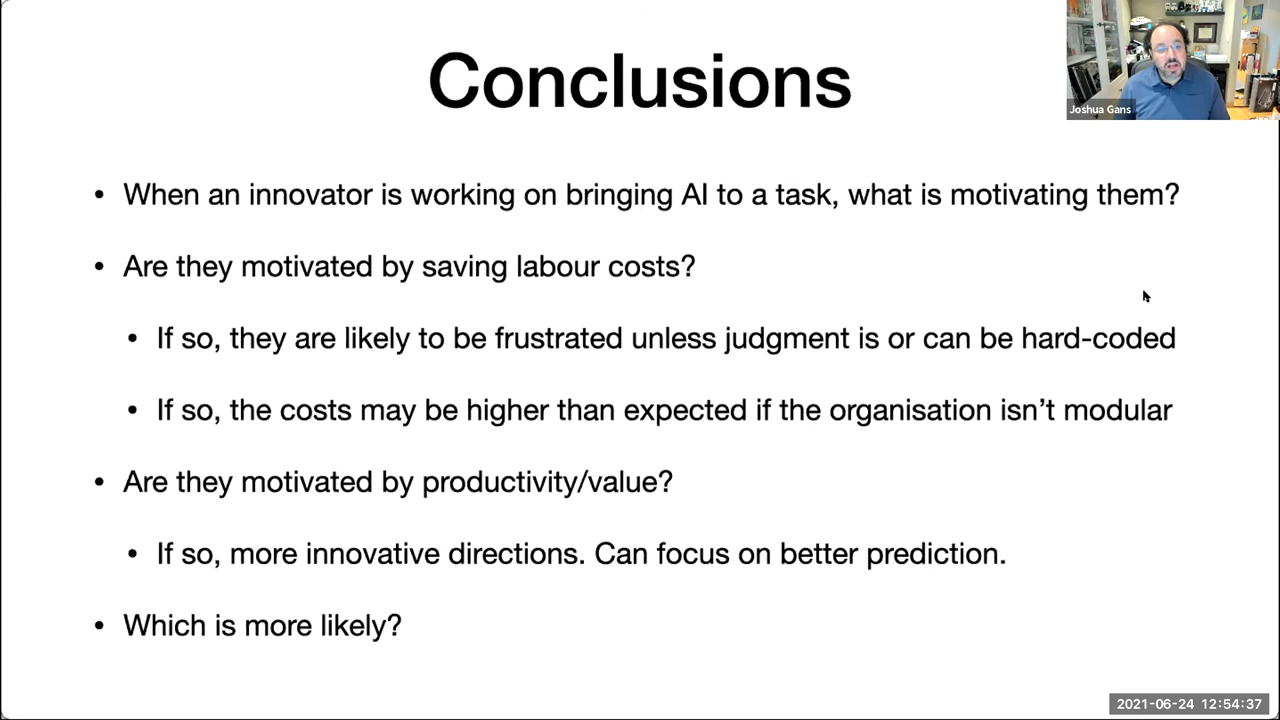 Conclusions
Joshua Gans
• When an innovator is working on bringing AI to a task, what is motivating them?
• Are they motivated by saving labour costs?
• If so, they are likely to be frustrated unless judgment is or can be hard-coded
• If so, the costs may be higher than expected if the organisation isn’t modular
• Are they motivated by productivity/value?
• If so, more innovative directions. Can focus on better prediction.
• Which is more likely?
2021-06-24 12:54:37